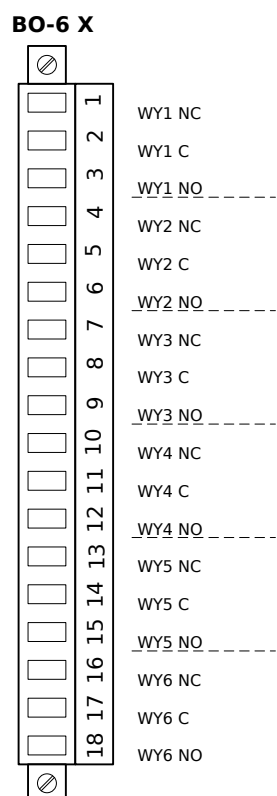 BO-6 X
1
WY1 NC
2
WY1 C
3
WY1 NO
4
WY2 NC
5
WY2 C
6
WY2 NO
7
WY3 NC
8
WY3 C
9
WY3 NO
10
WY4 NC
11
WY4 C
12
WY4 NO
13
WY5 NC
14
WY5 C
15
WY5 NO
16
WY6 NC
17
WY6 C
18
WY6 NO